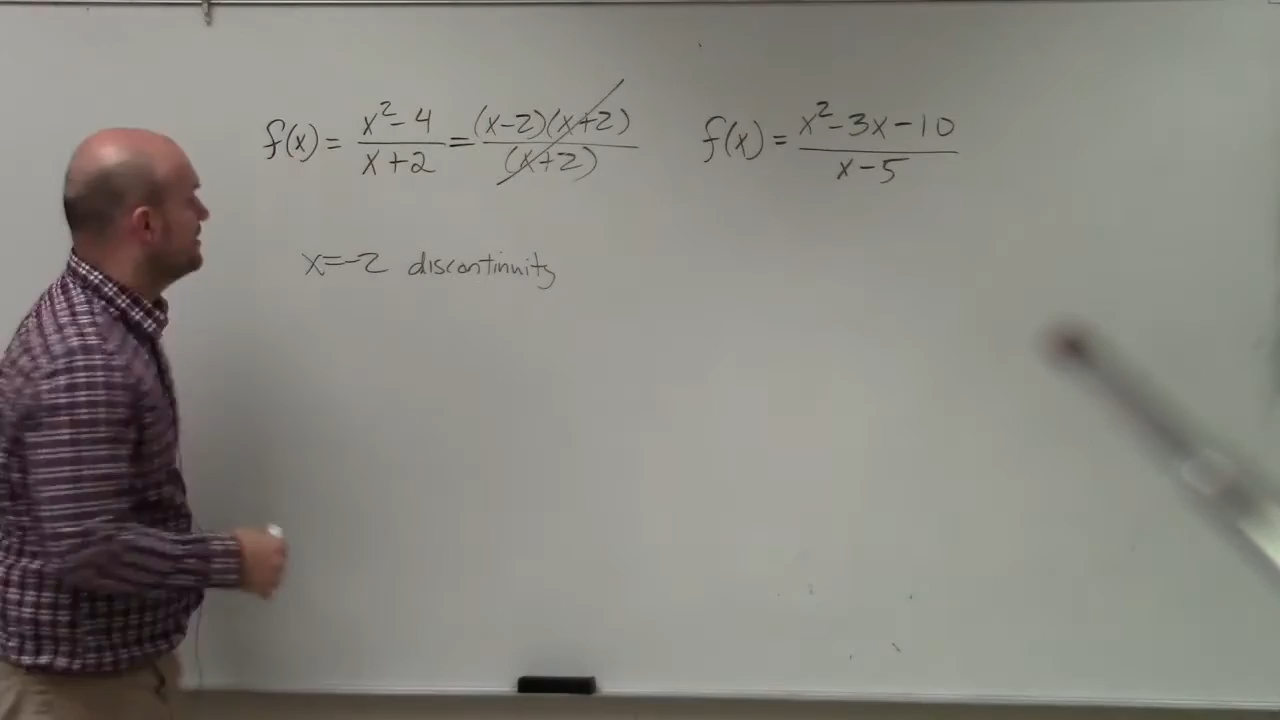 f(x) = (x² - 4)/(x + 2) = ((x-2)(x+2))/((x+2))
f(x) = (x² - 3x - 10)/(x - 5)
x=-2 discontinuity